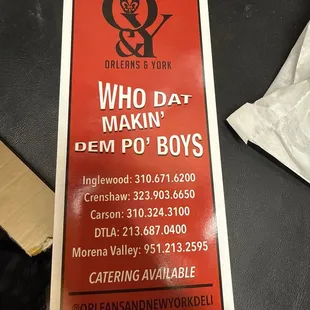 O
&Y
ORLEANS & YORK
WHO DAT
MAKIN'
DEM PO' BOYS
Inglewood: 310.671.6200
Crenshaw: 323.903.6650
Carson: 310.324.3100
DTLA: 213.687.0400
Morena Valley: 951.213.2595
CATERING AVAILABLE
@ORLEANSANDNEWYORKDELI